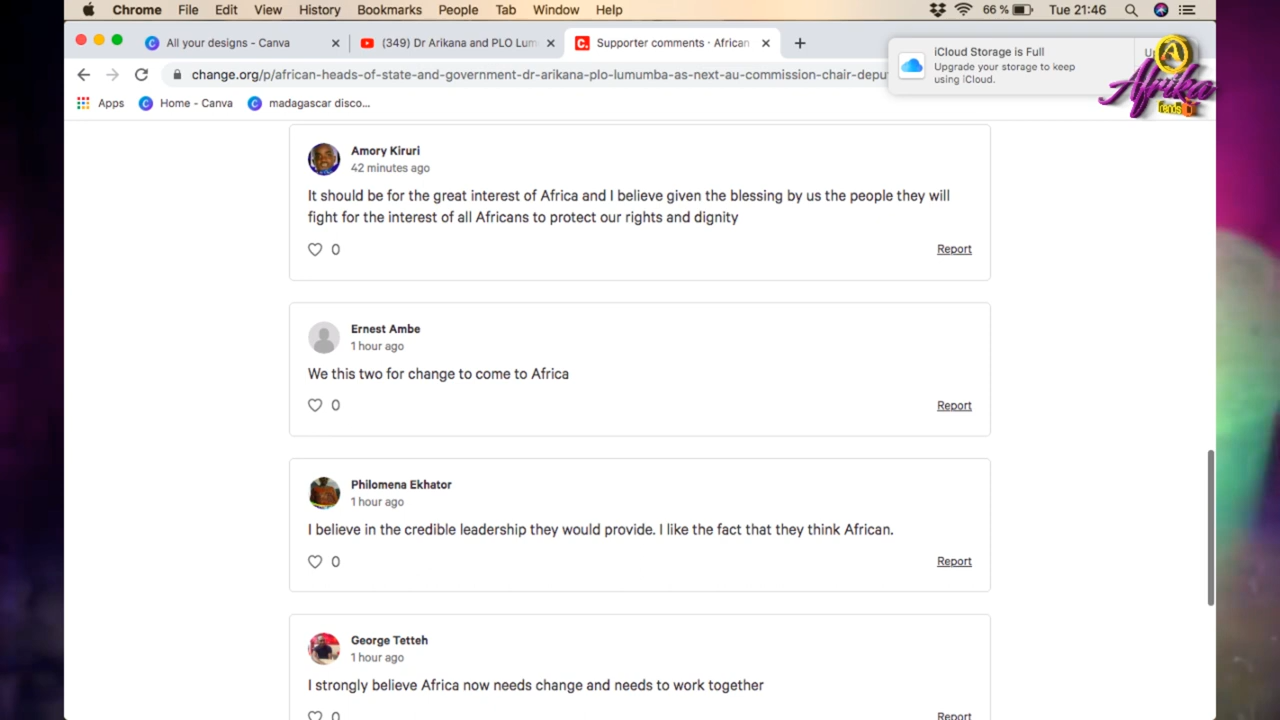 Chrome File Edit View History Bookmarks People Tab Window Help 66 % Tue 21:46
All your designs - Canva (349) Dr Arikana and PLO Lum Supporter comments · African
iCloud Storage is Full
Upgrade your storage to keep
using iCloud.
change.org/p/african-heads-of-state-and-government-dr-arikana-plo-lumumba-as-next-au-commission-chair-deput
Afrika
trends
Apps Home - Canva madagascar disco...
Amory Kiruri
42 minutes ago
It should be for the great interest of Africa and I believe given the blessing by us the people they will
fight for the interest of all Africans to protect our rights and dignity
0 Report
Ernest Ambe
1 hour ago
We this two for change to come to Africa
0 Report
Philomena Ekhator
1 hour ago
I believe in the credible leadership they would provide. I like the fact that they think African.
0 Report
George Tetteh
1 hour ago
I strongly believe Africa now needs change and needs to work together
0 Report